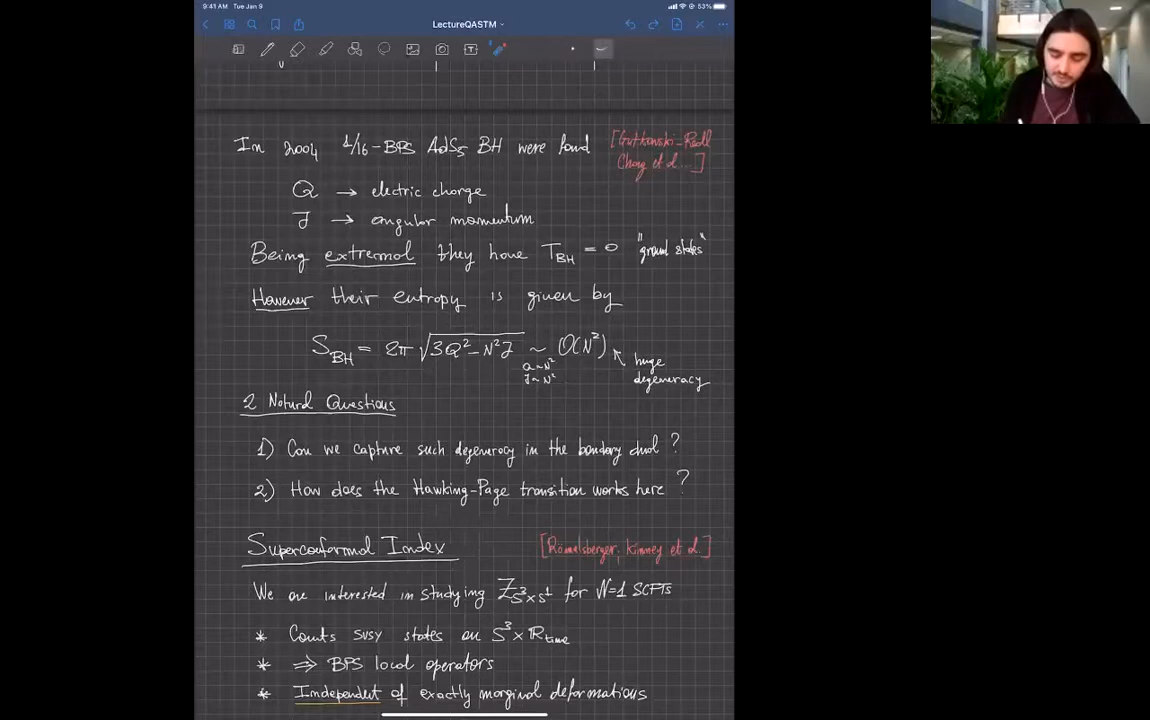 9:41 AM Tue Jan 9
53%
LectureQASTM
In 2004 1/16-BPS AdS₅ BH were found [Gutkowski-Reall
Chong et al...]
Q → electric charge
J → angular momentum
Being extremal they have T_BH = 0 "ground states"
However their entropy is given by
S_BH = 2π √(3Q² - N²J) ~ O(N²)
Q~N²
J~N²
huge
degeneracy
2 Natural Questions
1) Can we capture such degeneracy in the boundary dual ?
2) How does the Hawking-Page transition works here ?
Superconformal Index [Römelsberger, Kinney et al.]
We are interested in studying Z_S³×S¹ for N=1 SCFTs
* Counts susy states on S³ × R_time
* ⇒ BPS local operators
* Independent of exactly marginal deformations